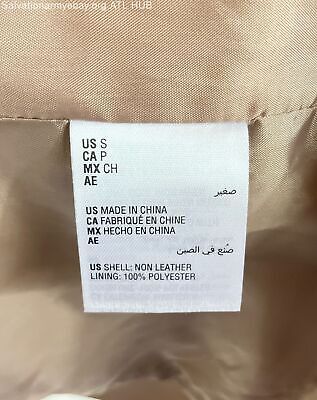 Salvationarmyebay.org ATL HUB
US S
CA P
MX CH
AE
صغير
US MADE IN CHINA
CA FABRIQUÉ EN CHINE
MX HECHO EN CHINA
AE
صُنع في الصين
US SHELL: NON LEATHER
LINING: 100% POLYESTER